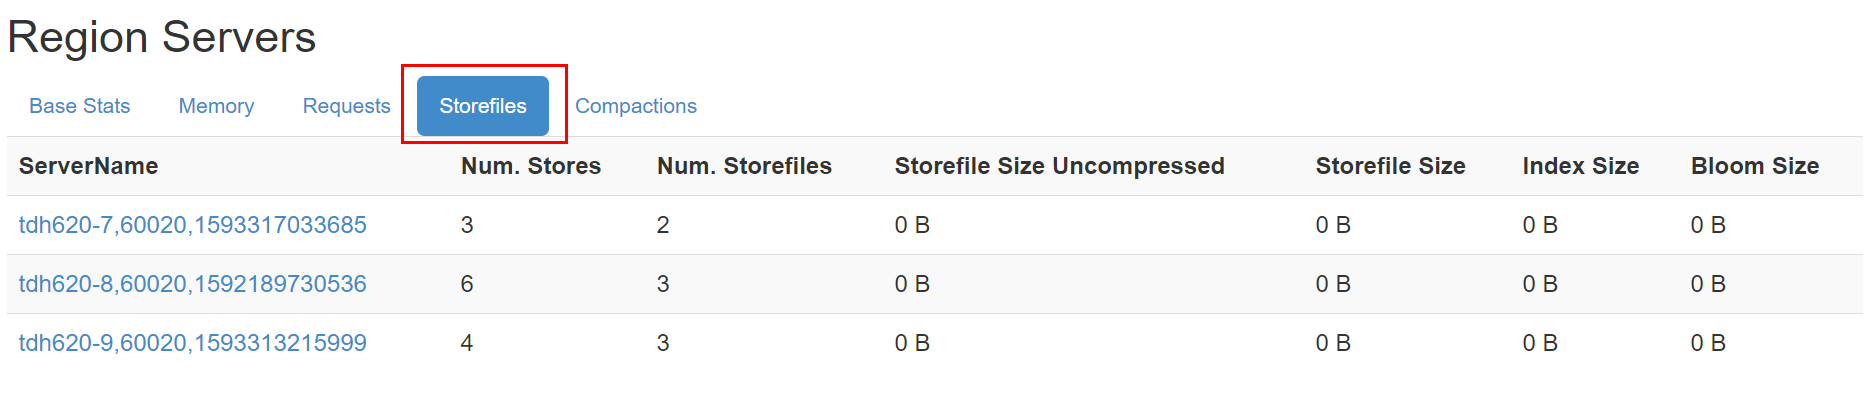 Region Servers
Base Stats Memory Requests Storefiles Compactions
ServerName Num. Stores Num. Storefiles Storefile Size Uncompressed Storefile Size Index Size Bloom Size
tdh620-7,60020,1593317033685 3 2 0 B 0 B 0 B 0 B
tdh620-8,60020,1592189730536 6 3 0 B 0 B 0 B 0 B
tdh620-9,60020,1593313215999 4 3 0 B 0 B 0 B 0 B